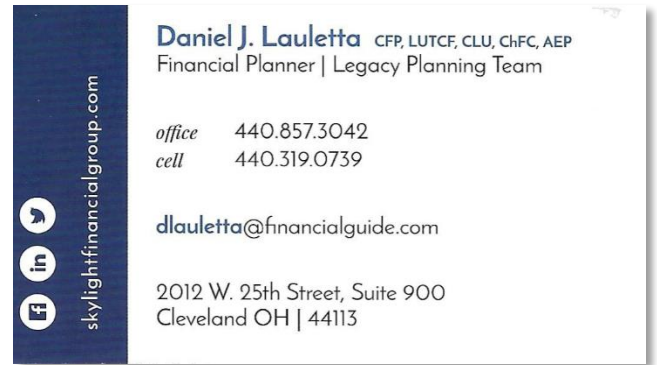 Daniel J. Lauletta CFP, LUTCF, CLU, ChFC, AEP
Financial Planner | Legacy Planning Team
office 440.857.3042
cell 440.319.0739
dlauletta@financialguide.com
2012 W. 25th Street, Suite 900
Cleveland OH | 44113
skylightfinancialgroup.com
f in